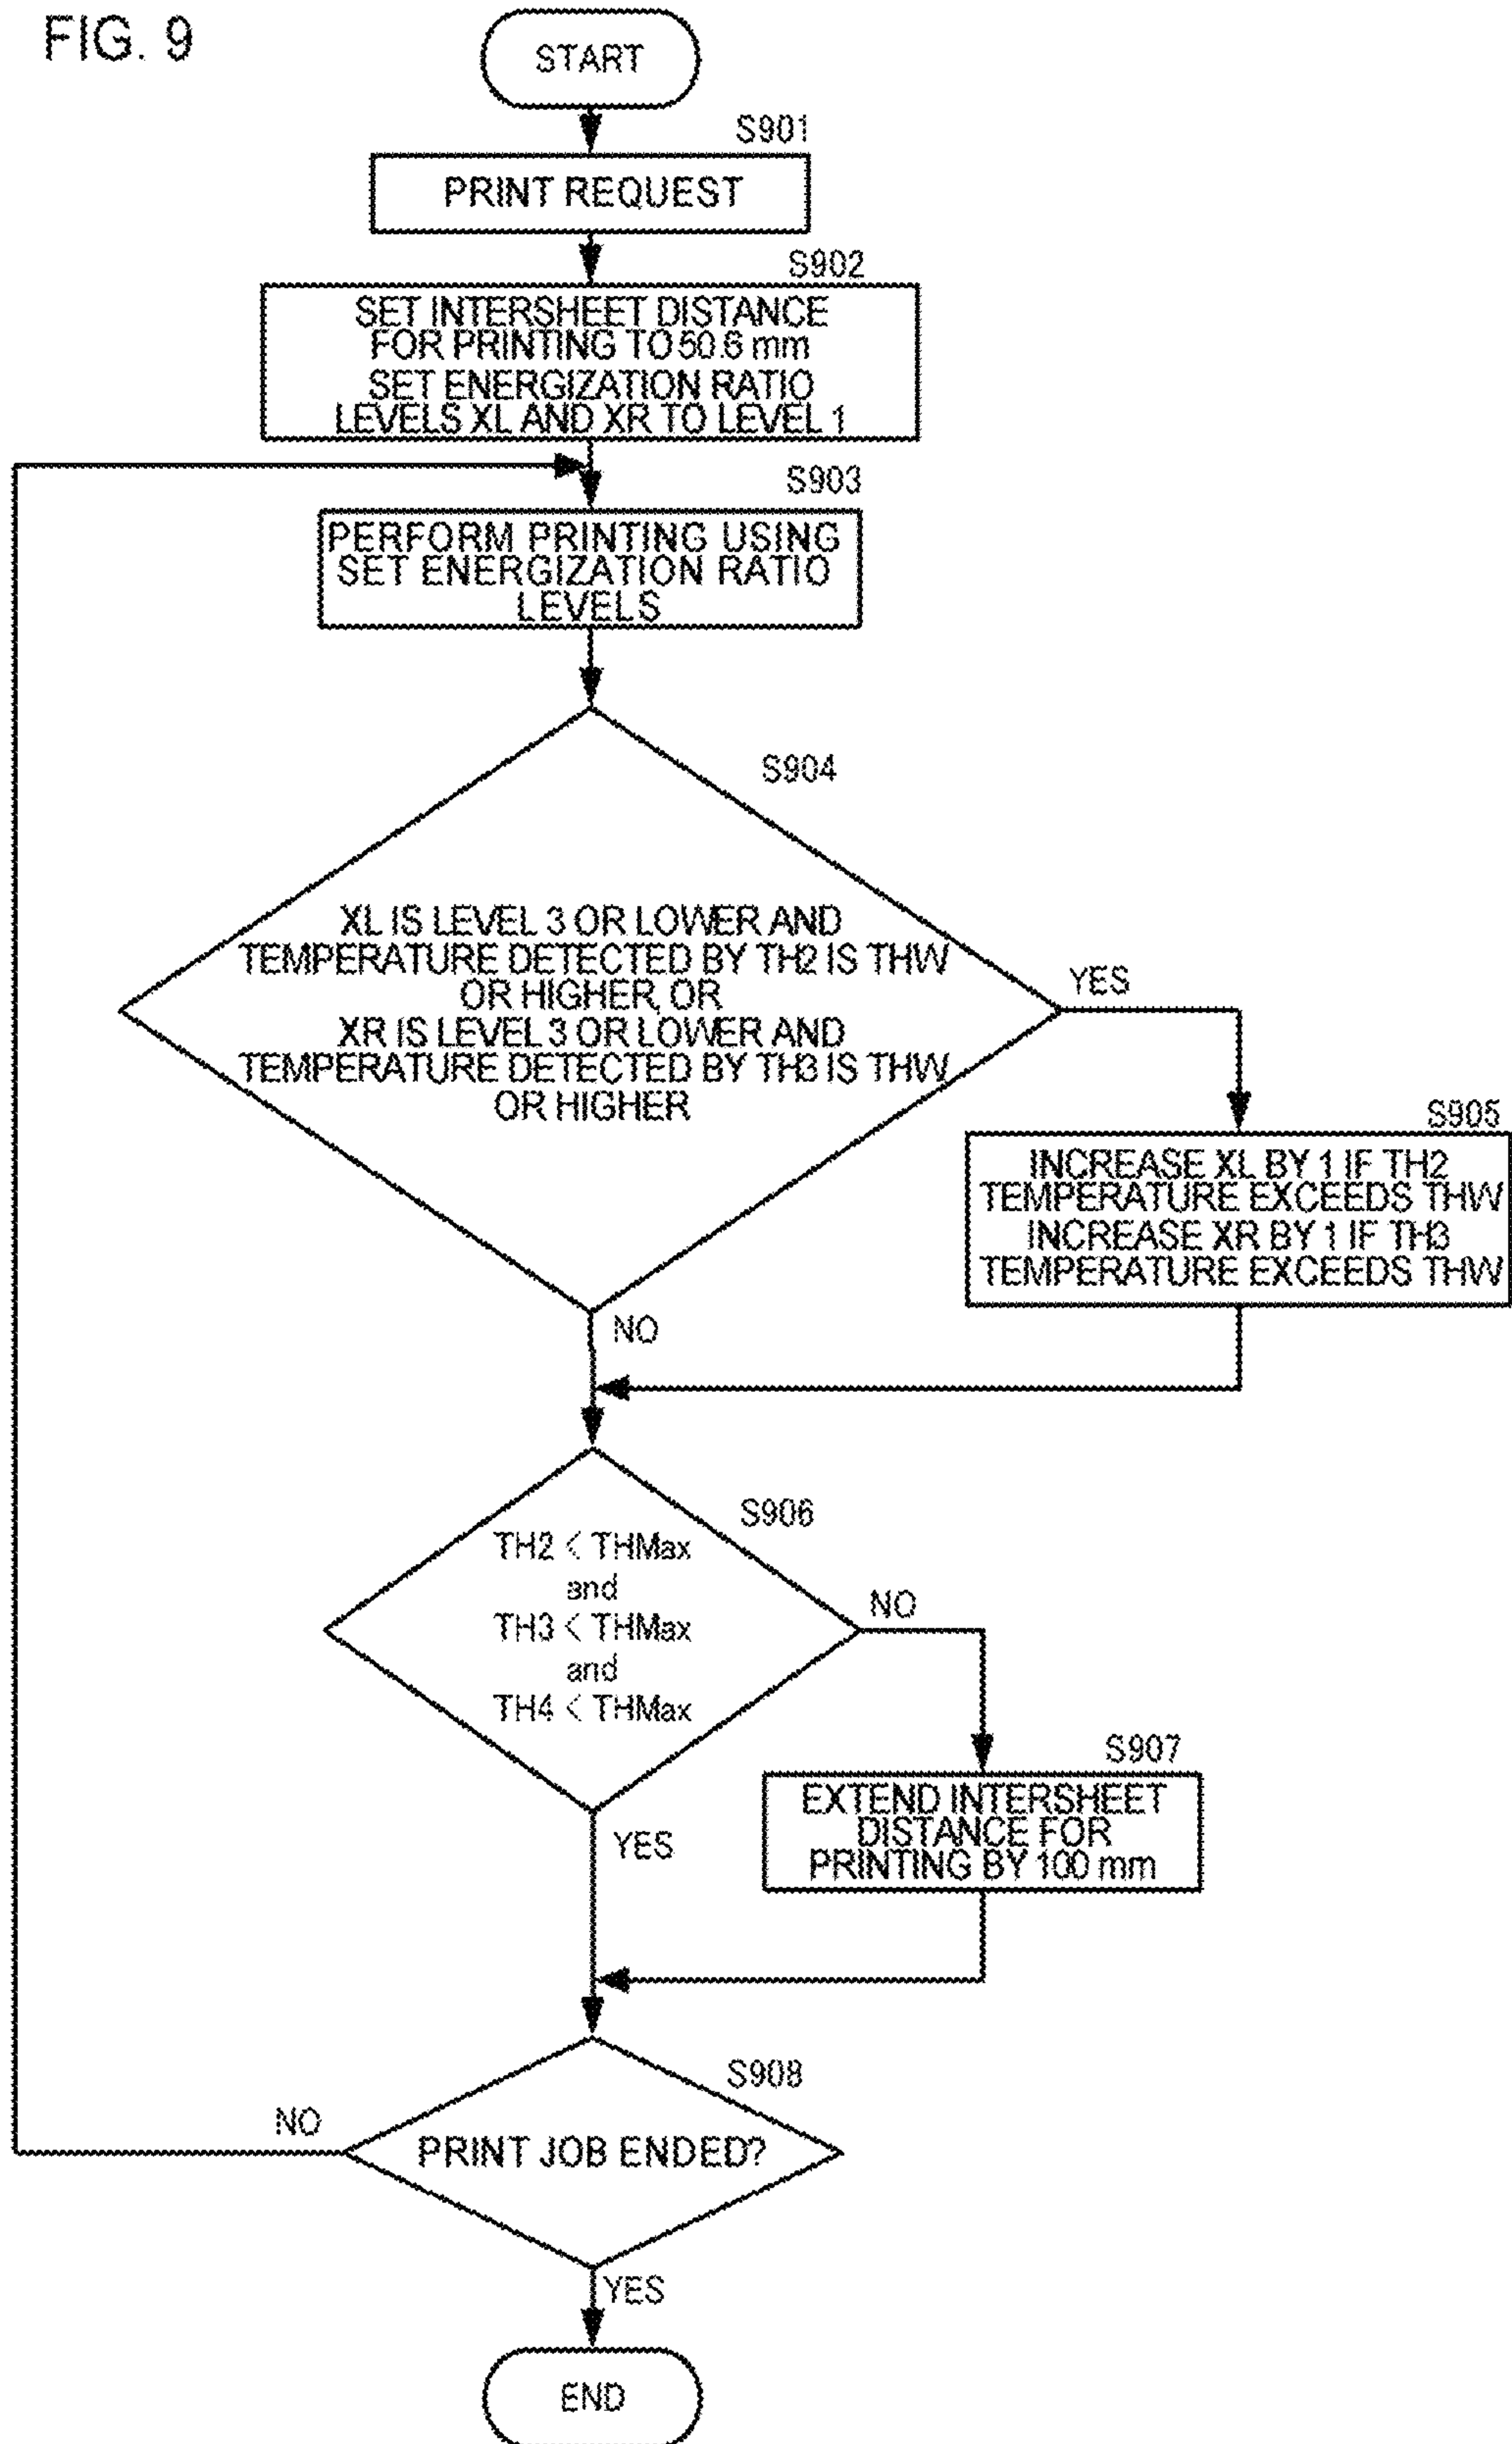 FIG. 9
START
S901
PRINT REQUEST
S902
SET INTERSHEET DISTANCE
FOR PRINTING TO 50.6 mm
SET ENERGIZATION RATIO
LEVELS XL AND XR TO LEVEL 1
S903
PERFORM PRINTING USING
SET ENERGIZATION RATIO
LEVELS
S904
XL IS LEVEL 3 OR LOWER AND
TEMPERATURE DETECTED BY TH2 IS THW
OR HIGHER, OR
XR IS LEVEL 3 OR LOWER AND
TEMPERATURE DETECTED BY TH3 IS THW
OR HIGHER
YES
S905
INCREASE XL BY 1 IF TH2
TEMPERATURE EXCEEDS THW
INCREASE XR BY 1 IF TH3
TEMPERATURE EXCEEDS THW
NO
S906
TH2 < THMax
and
TH3 < THMax
and
TH4 < THMax
NO
S907
EXTEND INTERSHEET
DISTANCE FOR
PRINTING BY 100 mm
YES
S908
NO
PRINT JOB ENDED?
YES
END